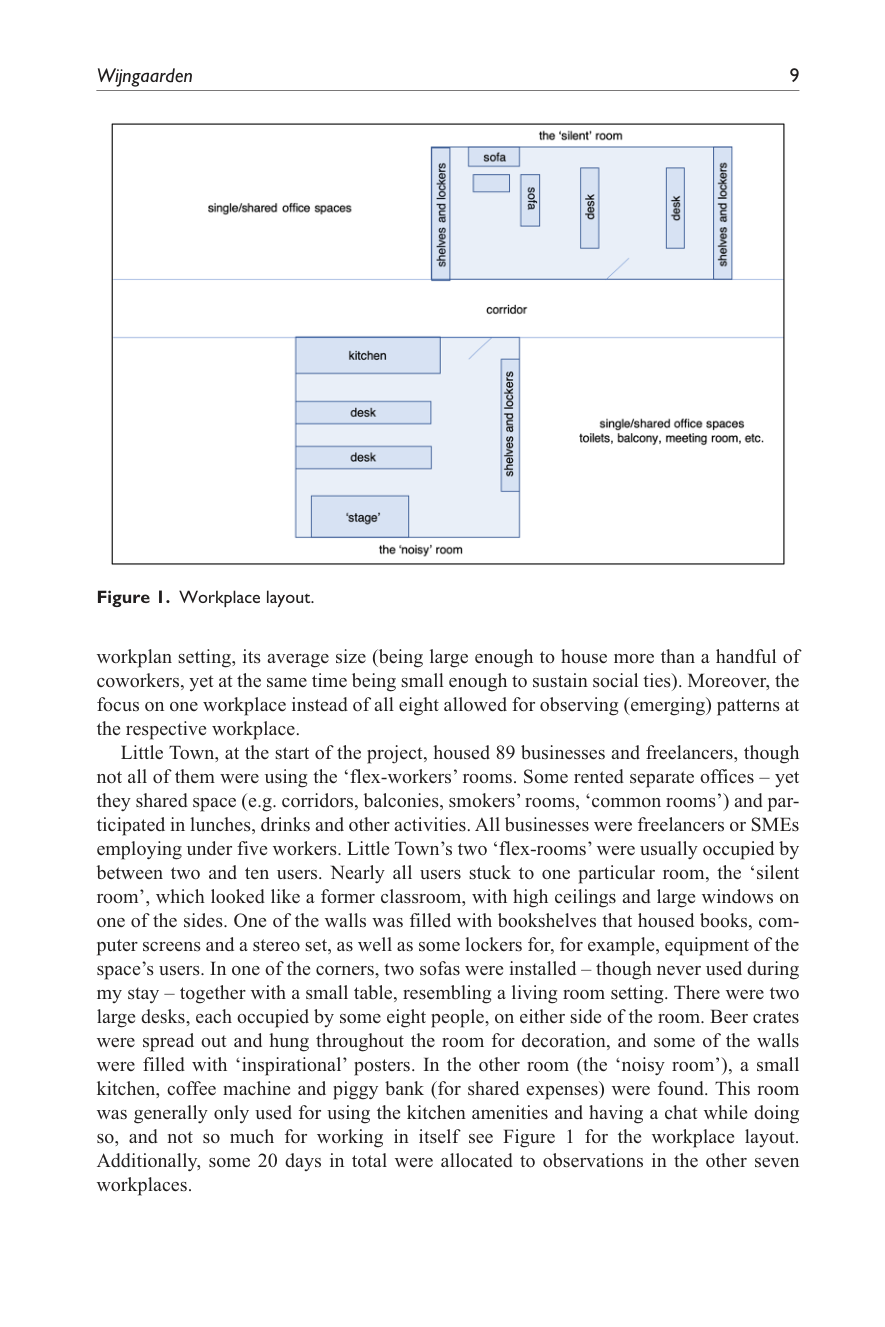 Wijngaarden 9
the ‘silent’ room
sofa
shelves and lockers
sofa
desk
desk
shelves and lockers
single/shared office spaces
corridor
kitchen
desk
desk
‘stage’
shelves and lockers
single/shared office spaces
toilets, balcony, meeting room, etc.
the ‘noisy’ room
Figure 1. Workplace layout.
workplan setting, its average size (being large enough to house more than a handful of
coworkers, yet at the same time being small enough to sustain social ties). Moreover, the
focus on one workplace instead of all eight allowed for observing (emerging) patterns at
the respective workplace.
Little Town, at the start of the project, housed 89 businesses and freelancers, though
not all of them were using the ‘flex-workers’ rooms. Some rented separate offices – yet
they shared space (e.g. corridors, balconies, smokers’ rooms, ‘common rooms’) and par-
ticipated in lunches, drinks and other activities. All businesses were freelancers or SMEs
employing under five workers. Little Town’s two ‘flex-rooms’ were usually occupied by
between two and ten users. Nearly all users stuck to one particular room, the ‘silent
room’, which looked like a former classroom, with high ceilings and large windows on
one of the sides. One of the walls was filled with bookshelves that housed books, com-
puter screens and a stereo set, as well as some lockers for, for example, equipment of the
space’s users. In one of the corners, two sofas were installed – though never used during
my stay – together with a small table, resembling a living room setting. There were two
large desks, each occupied by some eight people, on either side of the room. Beer crates
were spread out and hung throughout the room for decoration, and some of the walls
were filled with ‘inspirational’ posters. In the other room (the ‘noisy room’), a small
kitchen, coffee machine and piggy bank (for shared expenses) were found. This room
was generally only used for using the kitchen amenities and having a chat while doing
so, and not so much for working in itself see Figure 1 for the workplace layout.
Additionally, some 20 days in total were allocated to observations in the other seven
workplaces.